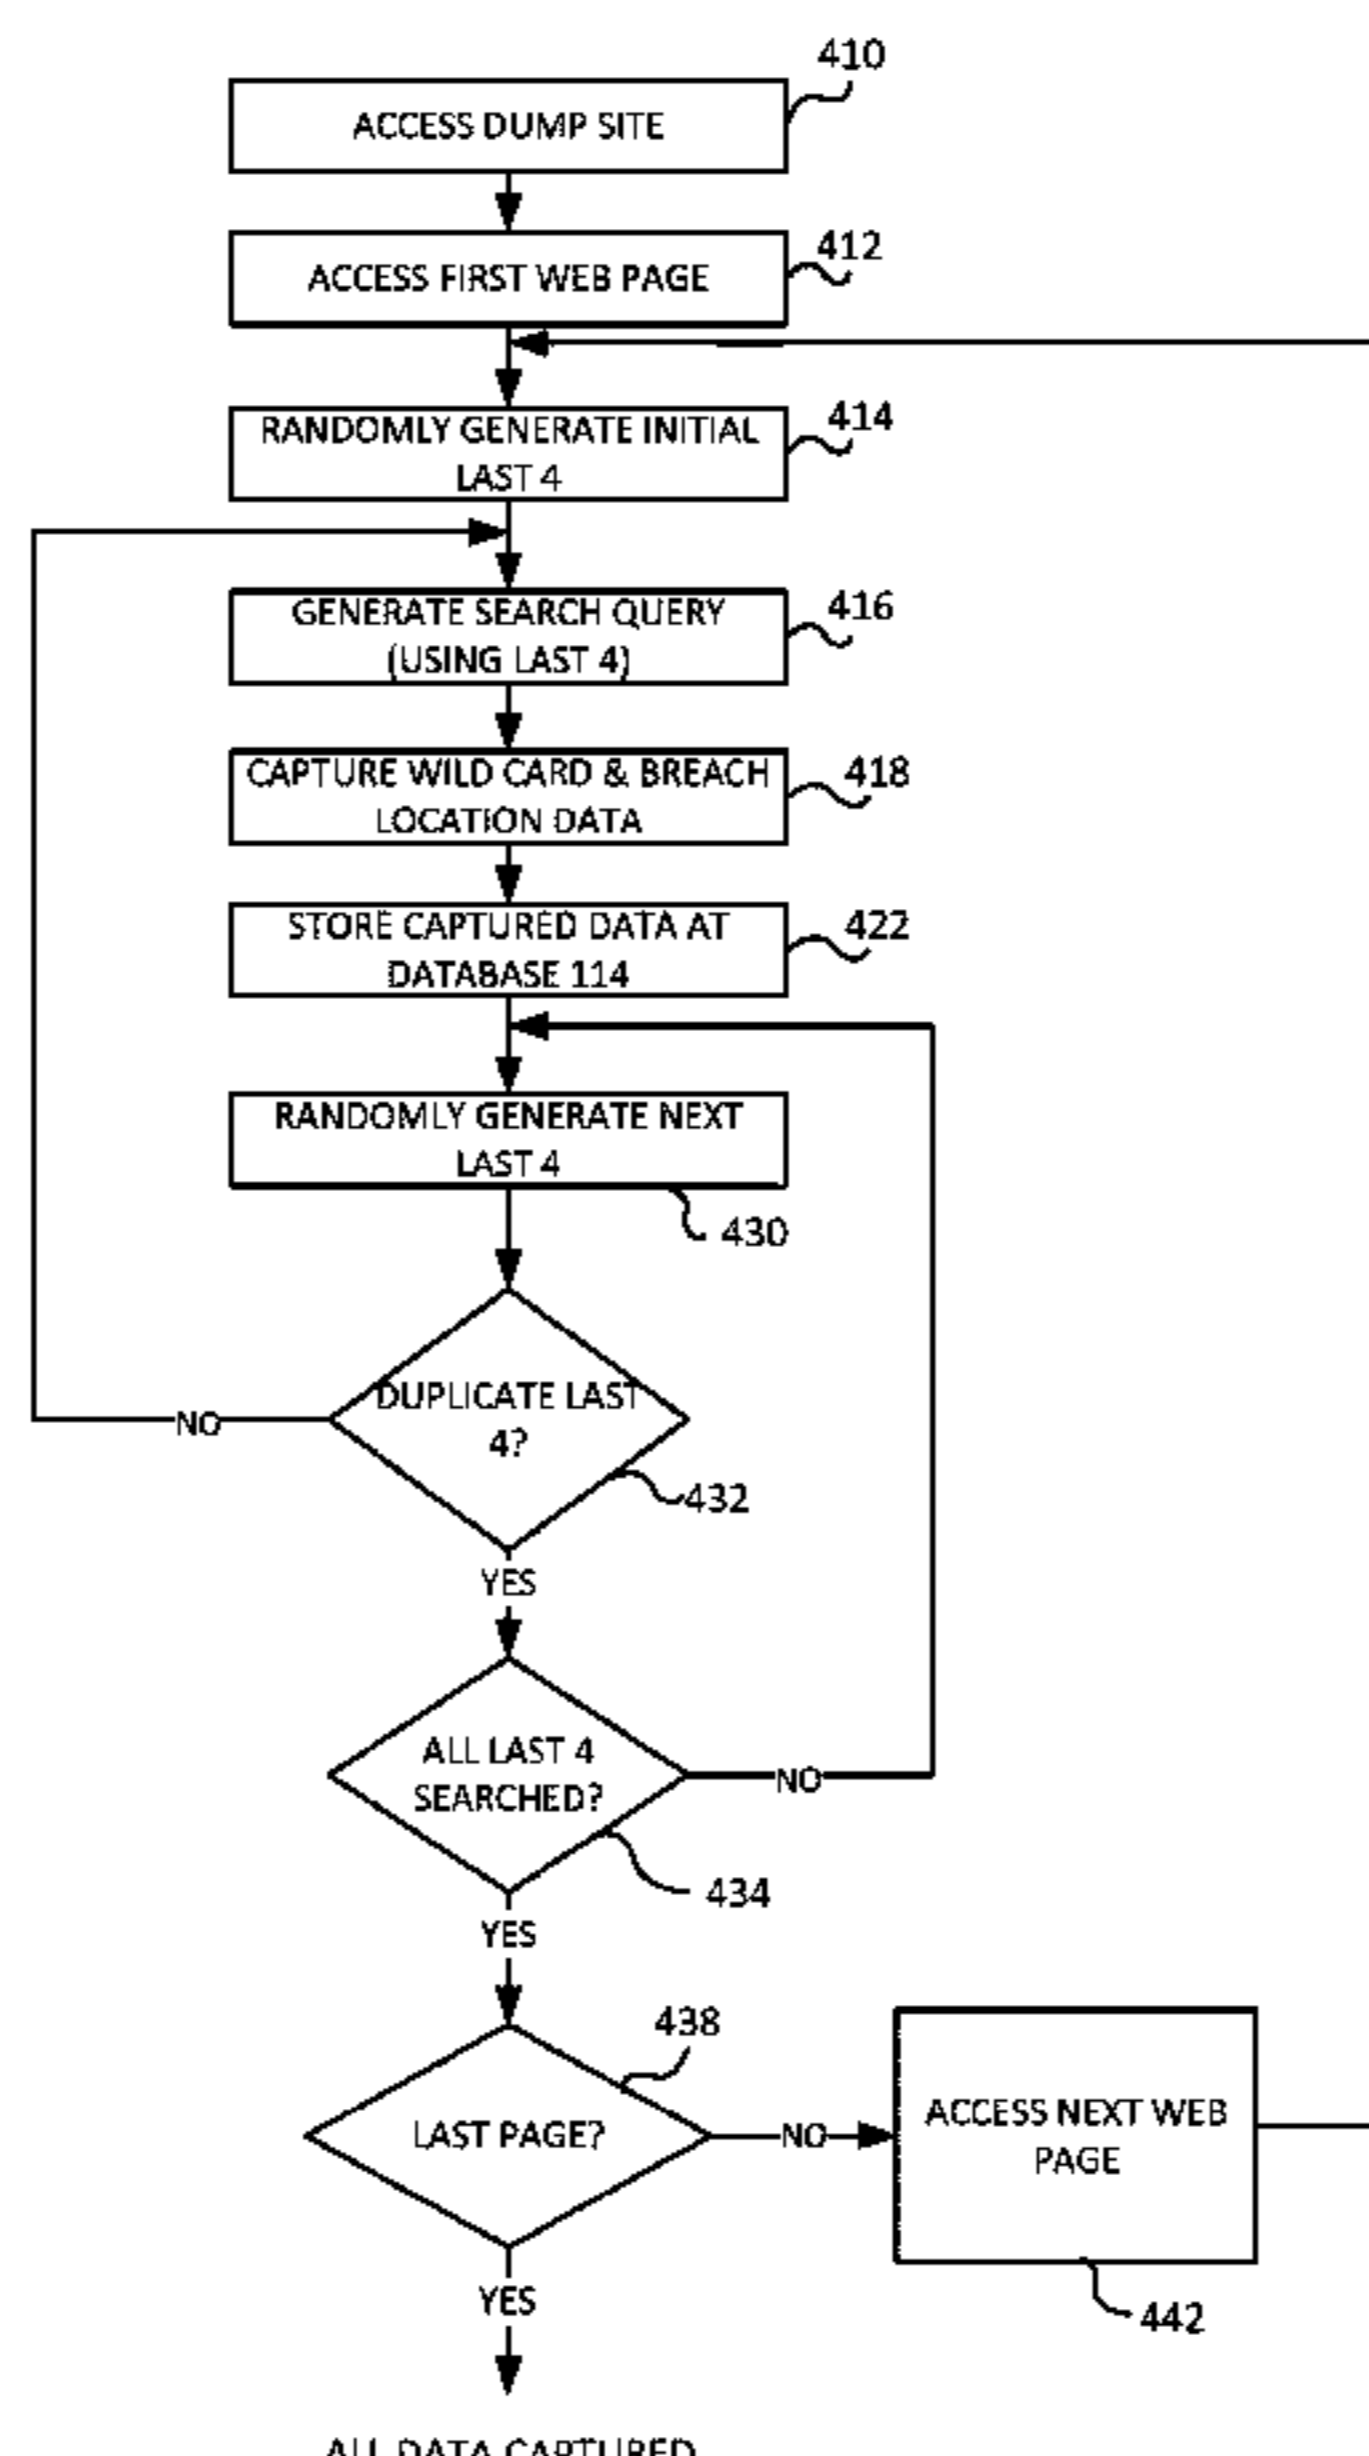 410
ACCESS DUMP SITE
412
ACCESS FIRST WEB PAGE
414
RANDOMLY GENERATE INITIAL
LAST 4
416
GENERATE SEARCH QUERY
(USING LAST 4)
418
CAPTURE WILD CARD & BREACH
LOCATION DATA
422
STORE CAPTURED DATA AT
DATABASE 114
RANDOMLY GENERATE NEXT
LAST 4
430
DUPLICATE LAST
4?
NO
432
YES
ALL LAST 4
SEARCHED?
NO
434
YES
438
LAST PAGE?
NO
ACCESS NEXT WEB
PAGE
442
YES
ALL DATA CAPTURED